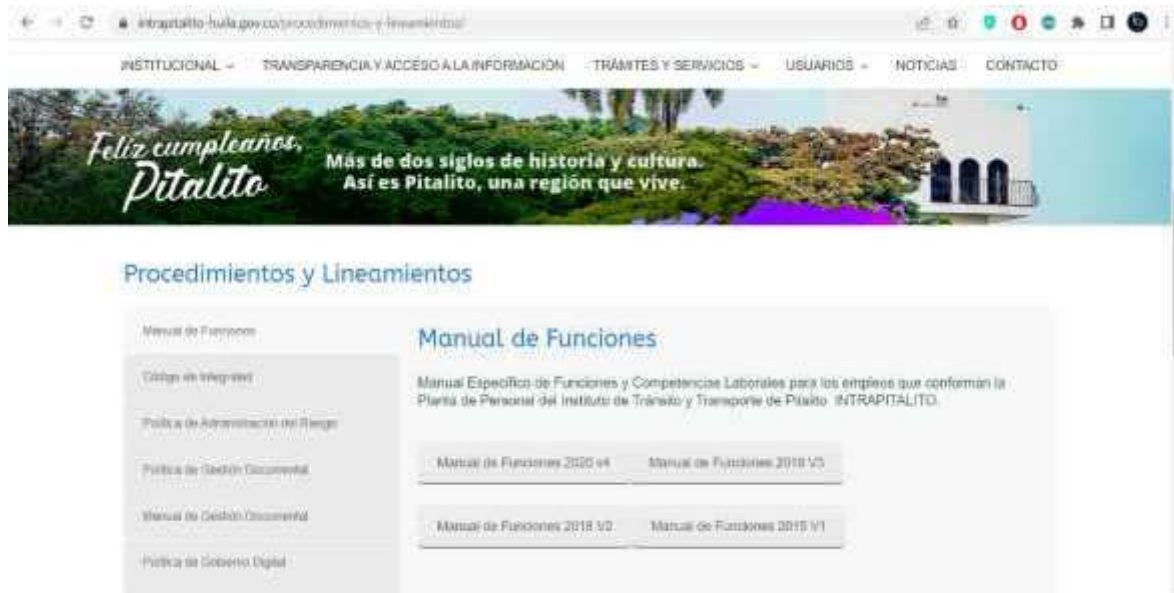 intrapitalito-huila.gov.co/procedimientos-y-lineamientos/
INSTITUCIONAL TRANSPARENCIA Y ACCESO A LA INFORMACIÓN TRÁMITES Y SERVICIOS USUARIOS NOTICIAS CONTACTO
Feliz cumpleaños,
Pitalito
Más de dos siglos de historia y cultura.
Así es Pitalito, una región que vive.
Procedimientos y Lineamientos
Manual de Funciones
Código de Integridad
Política de Administración del Riesgo
Política de Gestión Documental
Manual de Gestión Documental
Política de Gobierno Digital
Manual de Funciones
Manual Específico de Funciones y Competencias Laborales para los empleos que conforman la
Planta de Personal del Instituto de Tránsito y Transporte de Pitalito INTRAPITALITO.
Manual de Funciones 2020 v4 Manual de Funciones V3
Manual de Funciones 2018 V2 Manual de Funciones 2015 V1